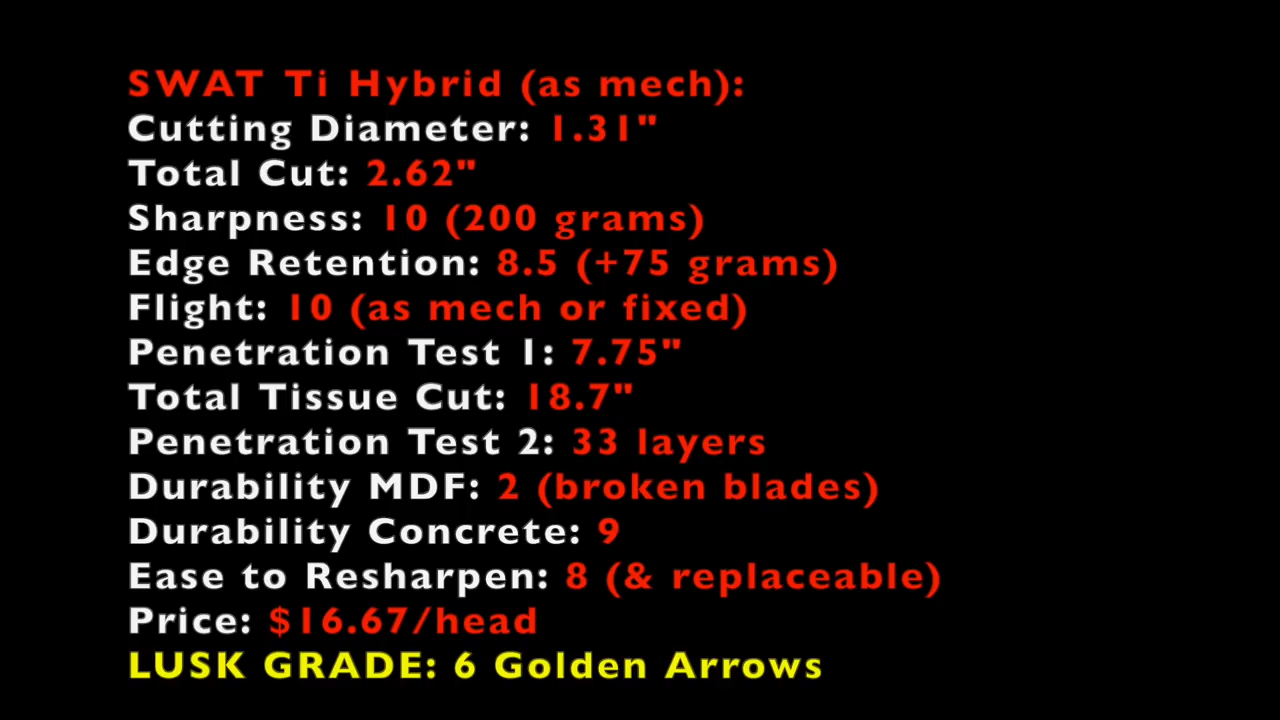 SWAT Ti Hybrid (as mech):
Cutting Diameter: 1.31"
Total Cut: 2.62"
Sharpness: 10 (200 grams)
Edge Retention: 8.5 (+75 grams)
Flight: 10 (as mech or fixed)
Penetration Test 1: 7.75"
Total Tissue Cut: 18.7"
Penetration Test 2: 33 layers
Durability MDF: 2 (broken blades)
Durability Concrete: 9
Ease to Resharpen: 8 (& replaceable)
Price: $16.67/head
LUSK GRADE: 6 Golden Arrows